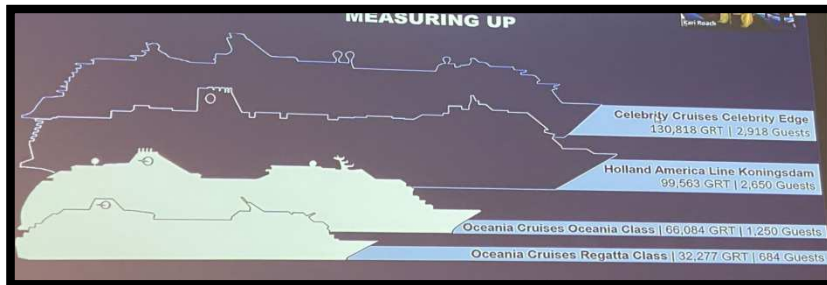 MEASURING UP
Keri Roach
Celebrity Cruises Celebrity Edge
130,818 GRT | 2,918 Guests
Holland America Line Koningsdam
99,563 GRT | 2,650 Guests
Oceania Cruises Oceania Class | 66,084 GRT | 1,250 Guests
Oceania Cruises Regatta Class | 32,277 GRT | 684 Guests